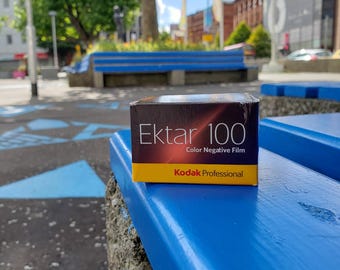 Ektar 100
Color Negative Film
Kodak Professional